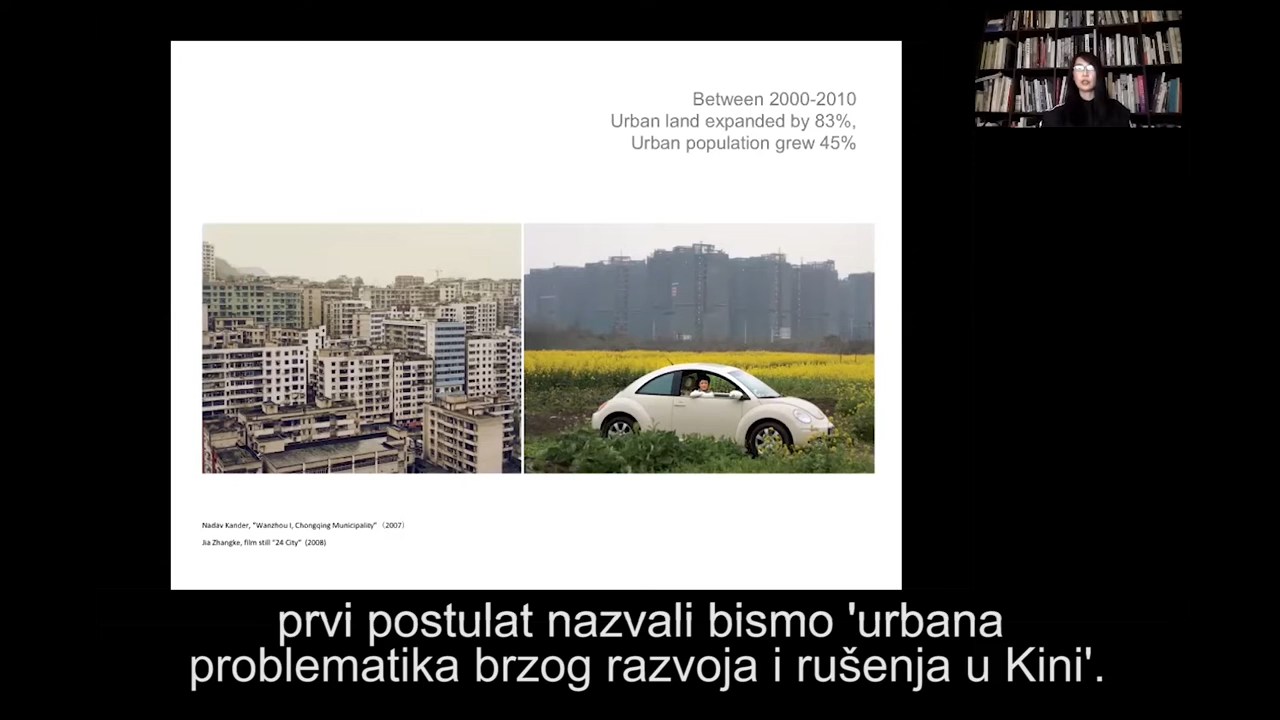 Between 2000-2010
Urban land expanded by 83%,
Urban population grew 45%
Nadav Kander, "Wanzhou I, Chongqing Municipality"（2007）
Jia Zhangke, film still "24 City"  (2008)
prvi postulat nazvali bismo 'urbana
problematika brzog razvoja i rušenja u Kini'.